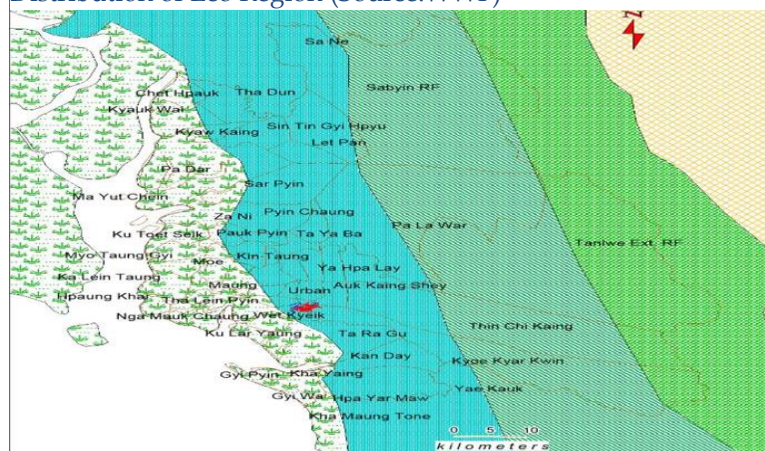 Distribution of Eco Region (Source:WWF)
Sa Ne
Sabyin RF
Chet Hpauk
Tha Dun
Kyauk Wai
Kyaw Kaing
Sin Tin Gyi Hpyu
Let Pan
Pa Dar
Sar Pyin
Ma Yut Chein
Za Ni
Pyin Chaung
Pa La War
Ku Toet Seik
Pauk Pyin
Ta Ya Ba
Tanlwe Ext. RF
Myo Taung Gyi
Moe
Kin Taung
Ya Hpa Lay
Ka Lein Taung
Maung
Urban
Auk Kaing Shey
Hpaung Khar
Tha Lein Pyin
Nga Mauk Chaung
Wet Kyeik
Thin Chi Kaing
Ku Lar Yaung
Ta Ra Gu
Kan Day
Kyoe Kyar Kwin
Gyi Pyin
Kha Yaing
Yae Kauk
Gyi Wa
Hpa Yar Maw
Kha Maung Tone
0 5 10
kilometers